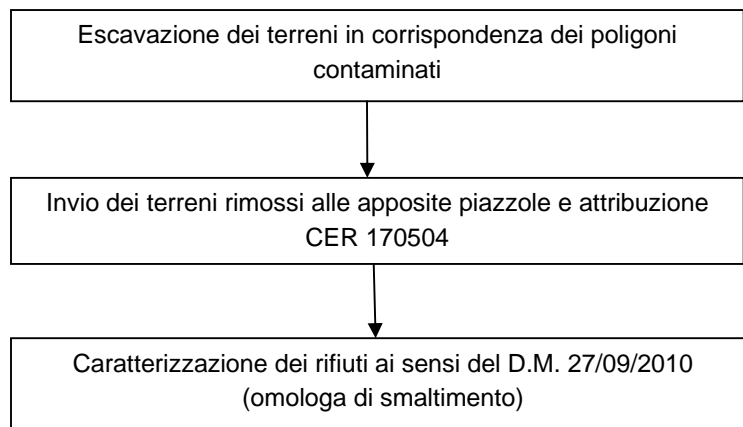 Escavazione dei terreni in corrispondenza dei poligoni
contaminati
Invio dei terreni rimossi alle apposite piazzole e attribuzione
CER 170504
Caratterizzazione dei rifiuti ai sensi del D.M. 27/09/2010
(omologa di smaltimento)